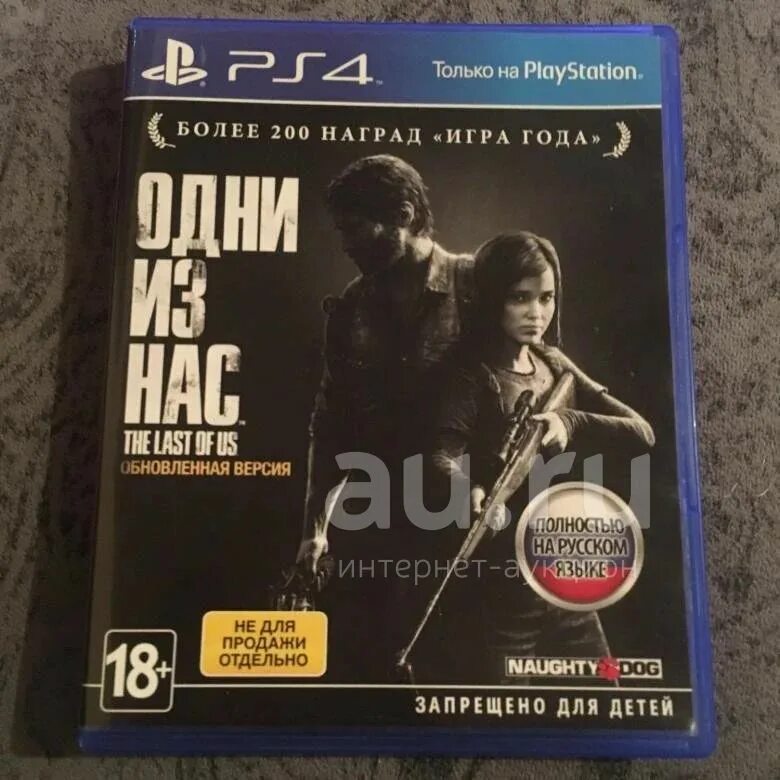 PS4
Только на PlayStation
БОЛЕЕ 200 НАГРАД «ИГРА ГОДА»
ОДНИ
ИЗ
НАС
THE LAST OF US
ОБНОВЛЕННАЯ ВЕРСИЯ
au.ru
интернет-аукцион
ПОЛНОСТЬЮ
НА РУССКОМ
ЯЗЫКЕ
НЕ ДЛЯ
ПРОДАЖИ
ОТДЕЛЬНО
18+
NAUGHTY DOG
ЗАПРЕЩЕНО ДЛЯ ДЕТЕЙ